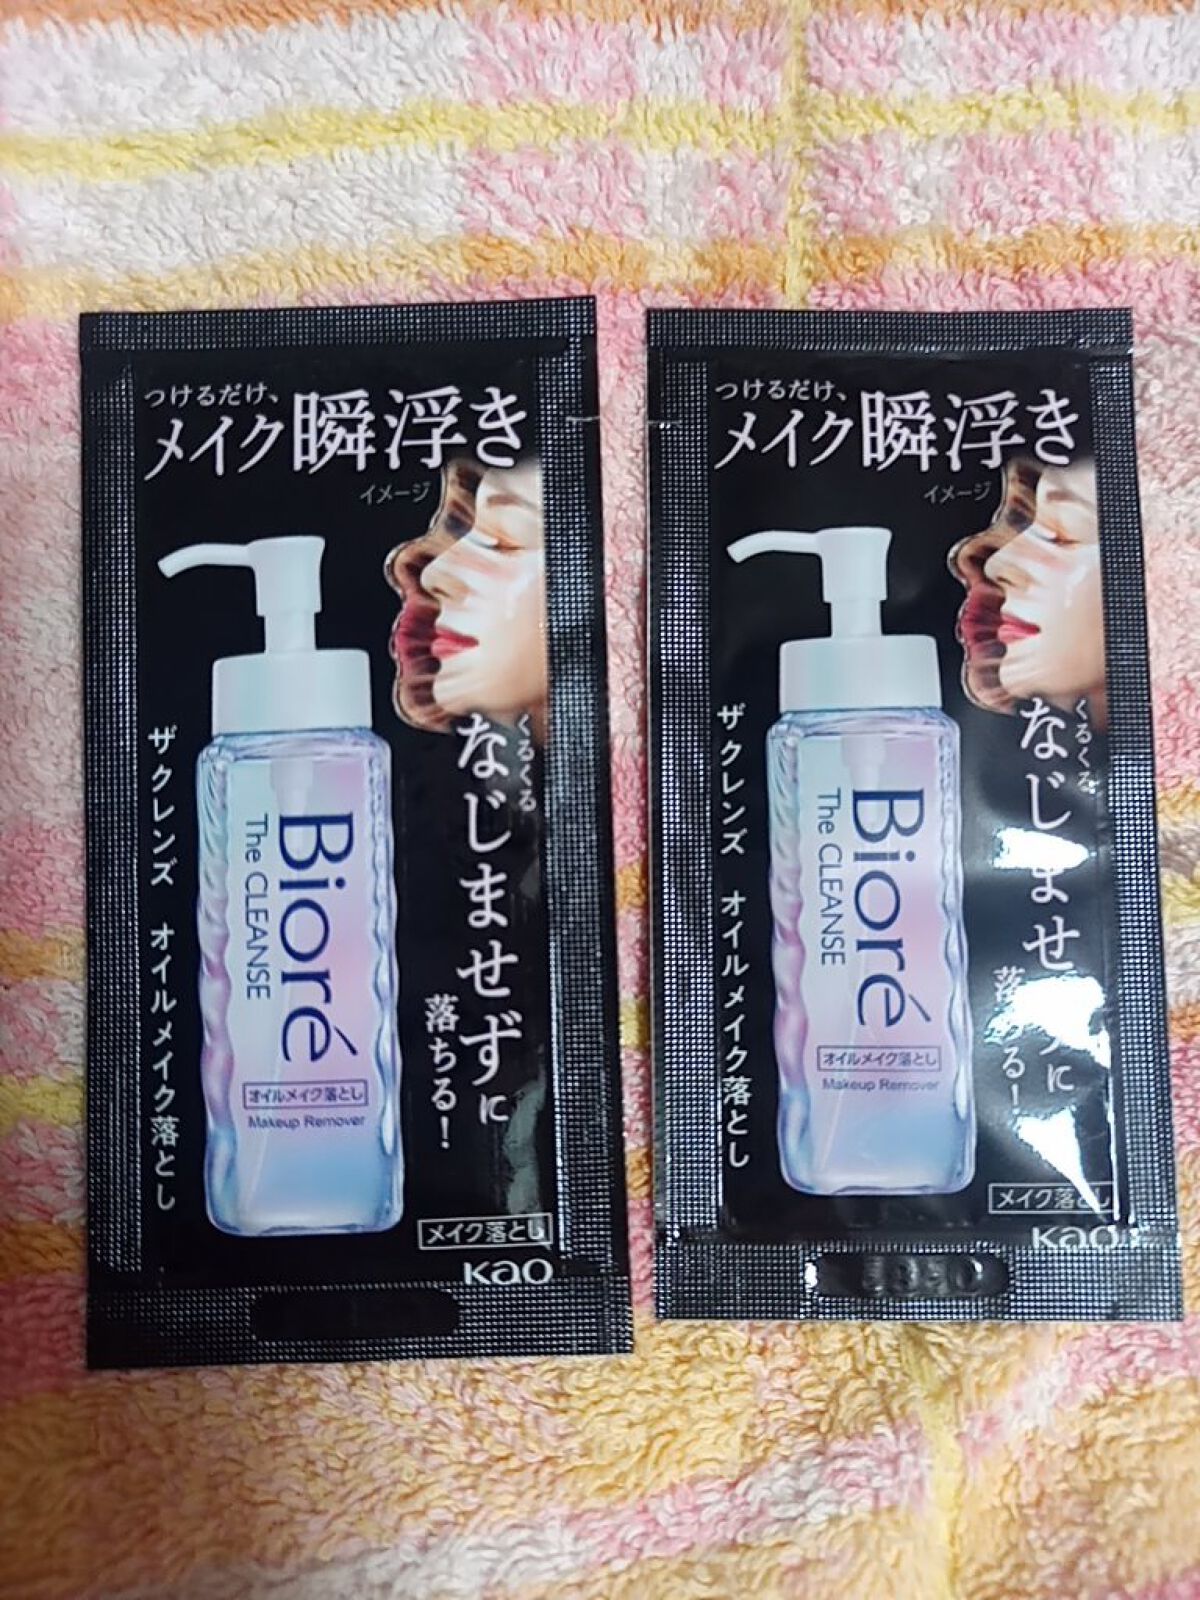 つけるだけ、
メイク瞬浮き
イメージ
くるくる
なじませずに
落ちる!
ザクレンズ オイルメイク落とし
Bioré
The CLEANSE
オイルメイク落とし
Makeup Remover
メイク落とし
Kao
つけるだけ、
メイク瞬浮き
イメージ
くるくる
なじませずに
落ちる!
ザクレンズ オイルメイク落とし
Bioré
The CLEANSE
オイルメイク落とし
Makeup Remover
メイク落とし
Kao